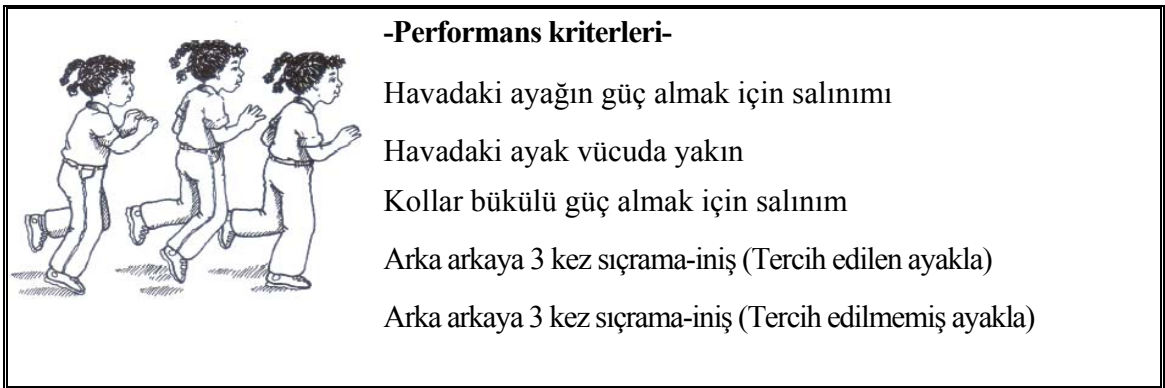 -Performans kriterleri-
Havadaki ayağın güç almak için salınımı
Havadaki ayak vücuda yakın
Kollar bükülü güç almak için salınım
Arka arkaya 3 kez sıçrama-iniş (Tercih edilen ayakla)
Arka arkaya 3 kez sıçrama-iniş (Tercih edilmemiş ayakla)